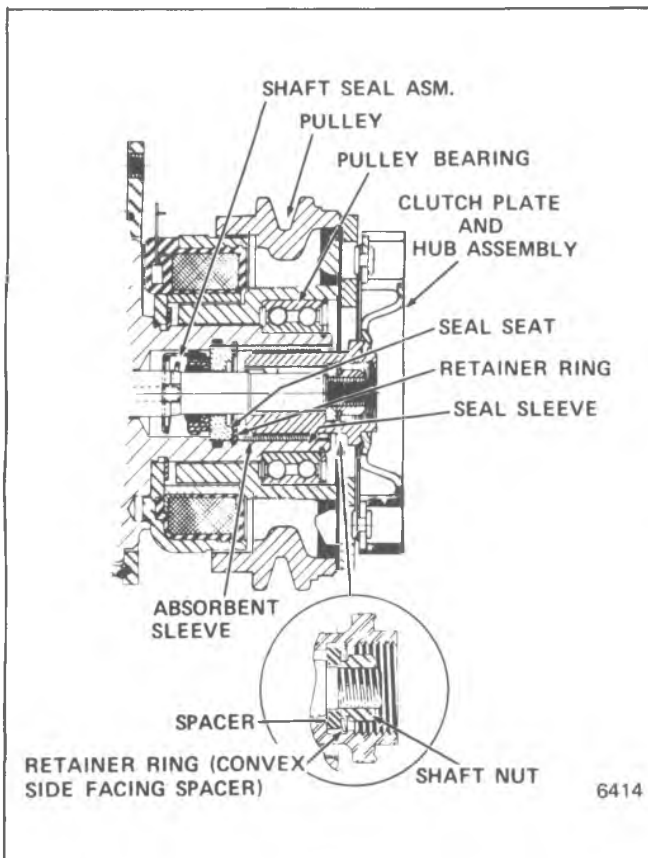 SHAFT SEAL ASM.
PULLEY
PULLEY BEARING
CLUTCH PLATE
AND
HUB ASSEMBLY
SEAL SEAT
RETAINER RING
SEAL SLEEVE
ABSORBENT
SLEEVE
SPACER
RETAINER RING (CONVEX
SIDE FACING SPACER)
SHAFT NUT
6414